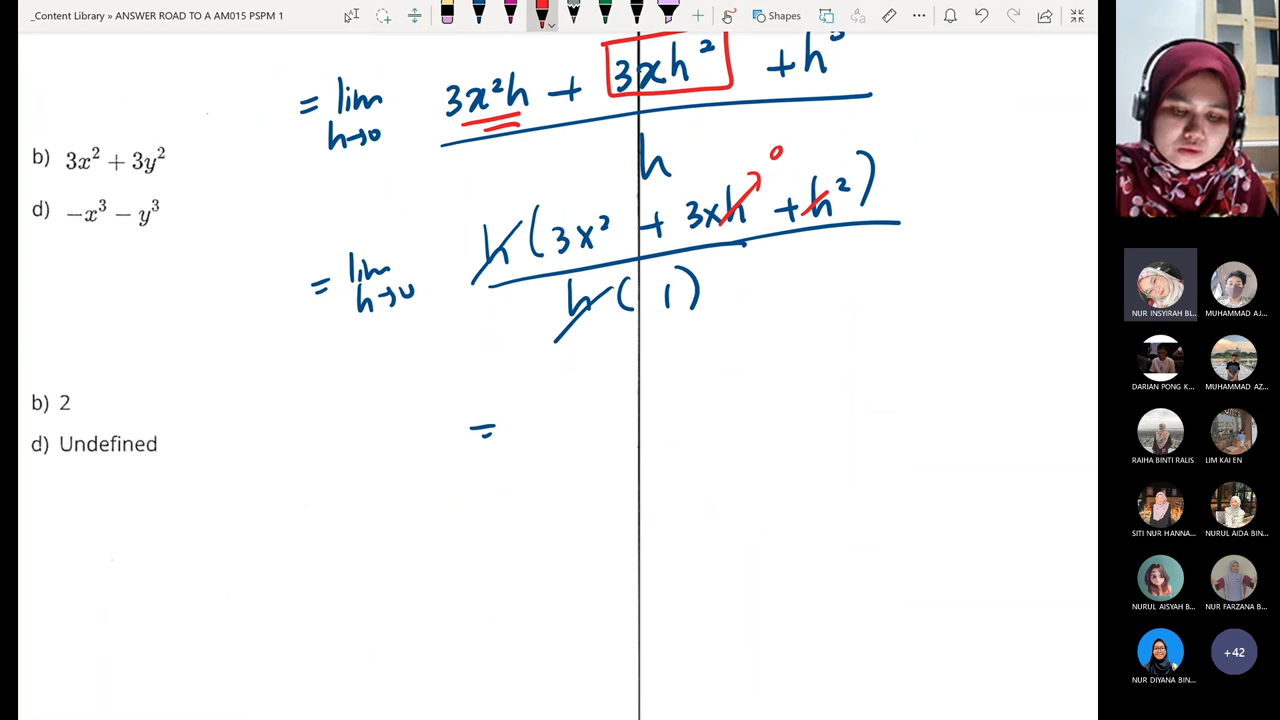 _Content Library » ANSWER ROAD TO A AM015 PSPM 1
Shapes
= lim h→0 3x²h + 3xh² + h³
h
b) 3x² + 3y²
d) −x³ − y³
0
= lim h→0 h(3x² + 3xh + h²)
h(1)
b) 2
d) Undefined
=
NUR INSYIRAH BI...
MUHAMMAD AJ...
DARIAN PONG K...
MUHAMMAD AZ...
RAIHA BINTI RALIS
LIM KAI EN
SITI NUR HANNA...
NURUL AIDA BIN...
NURUL AISYAH B...
NUR FARZANA B...
NUR DIYANA BIN...
+42